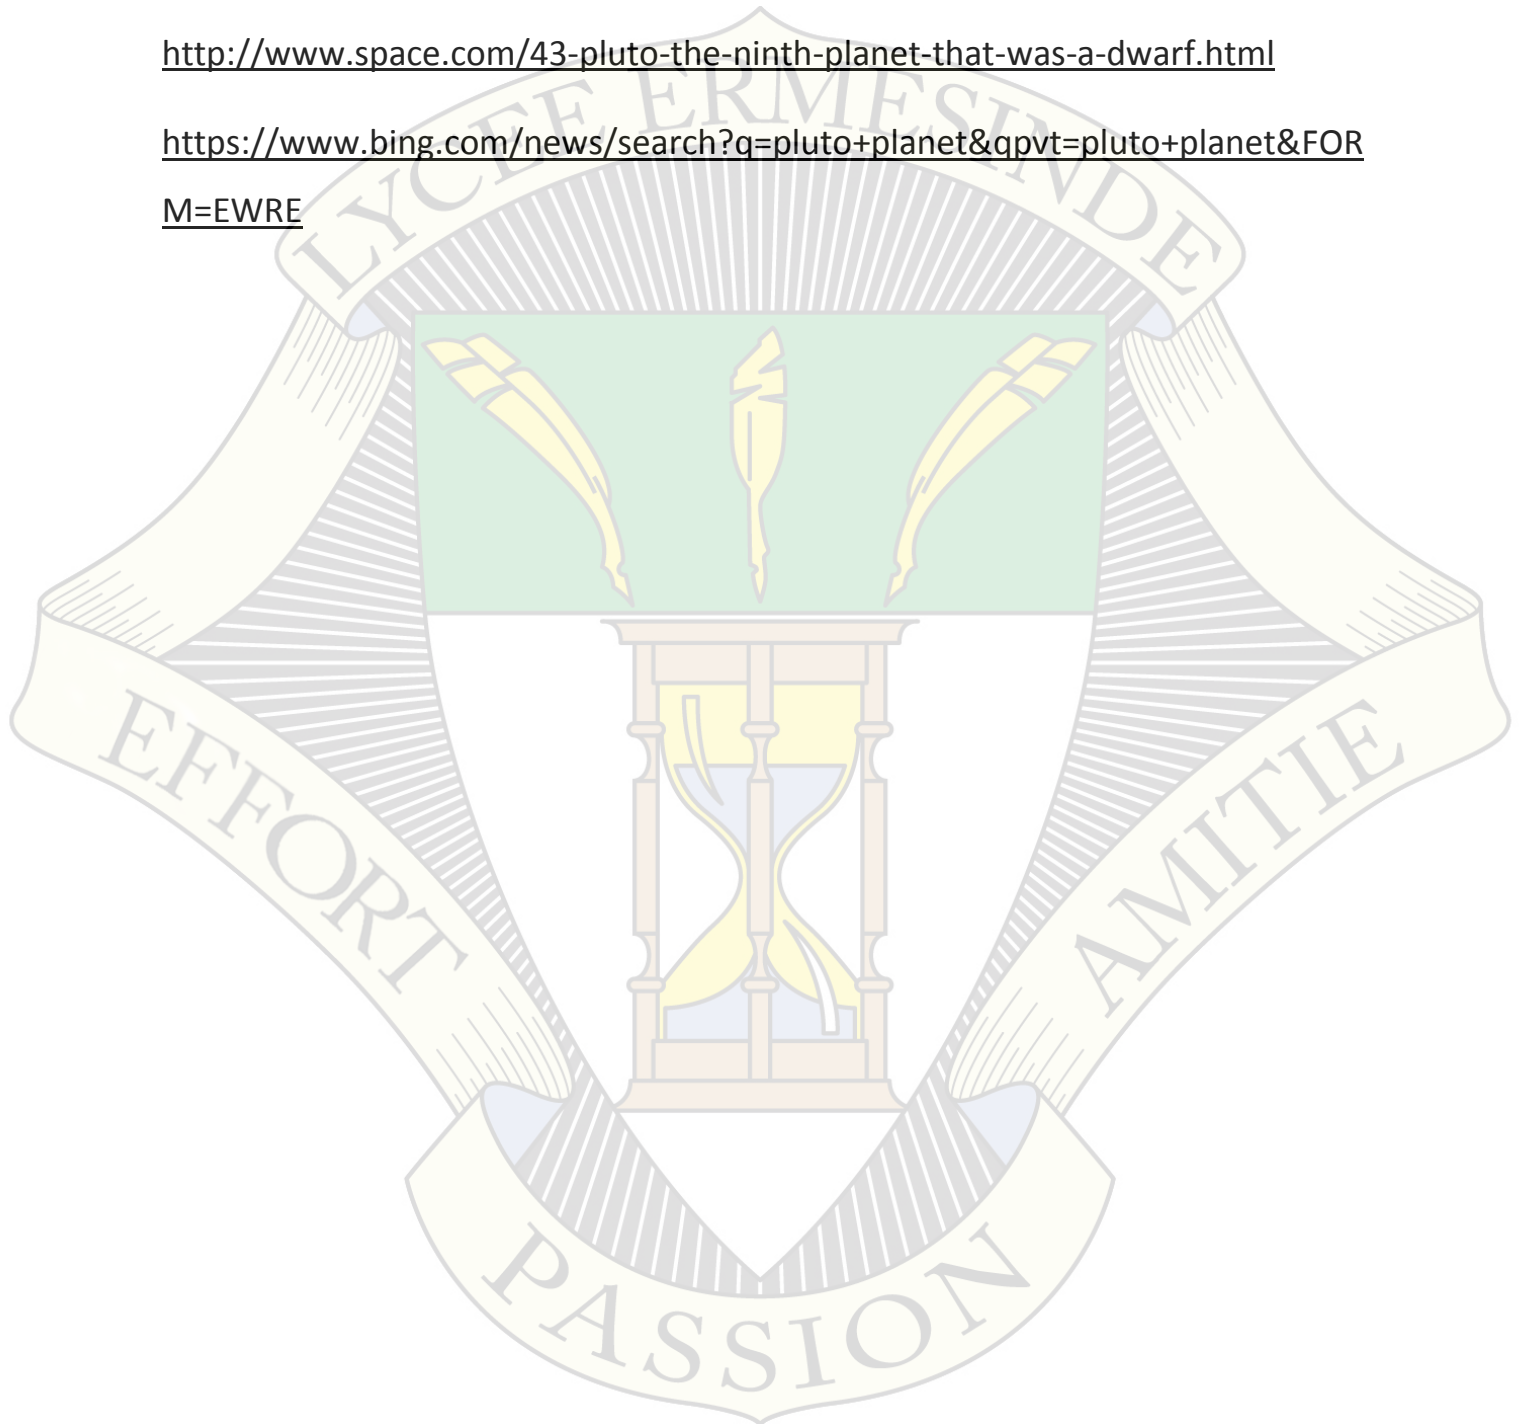 http://www.space.com/43-pluto-the-ninth-planet-that-was-a-dwarf.html
https://www.bing.com/news/search?q=pluto+planet&qpvt=pluto+planet&FOR
M=EWRE
LYCEE ERMESINDE
EFFORT
AMITIE
PASSION